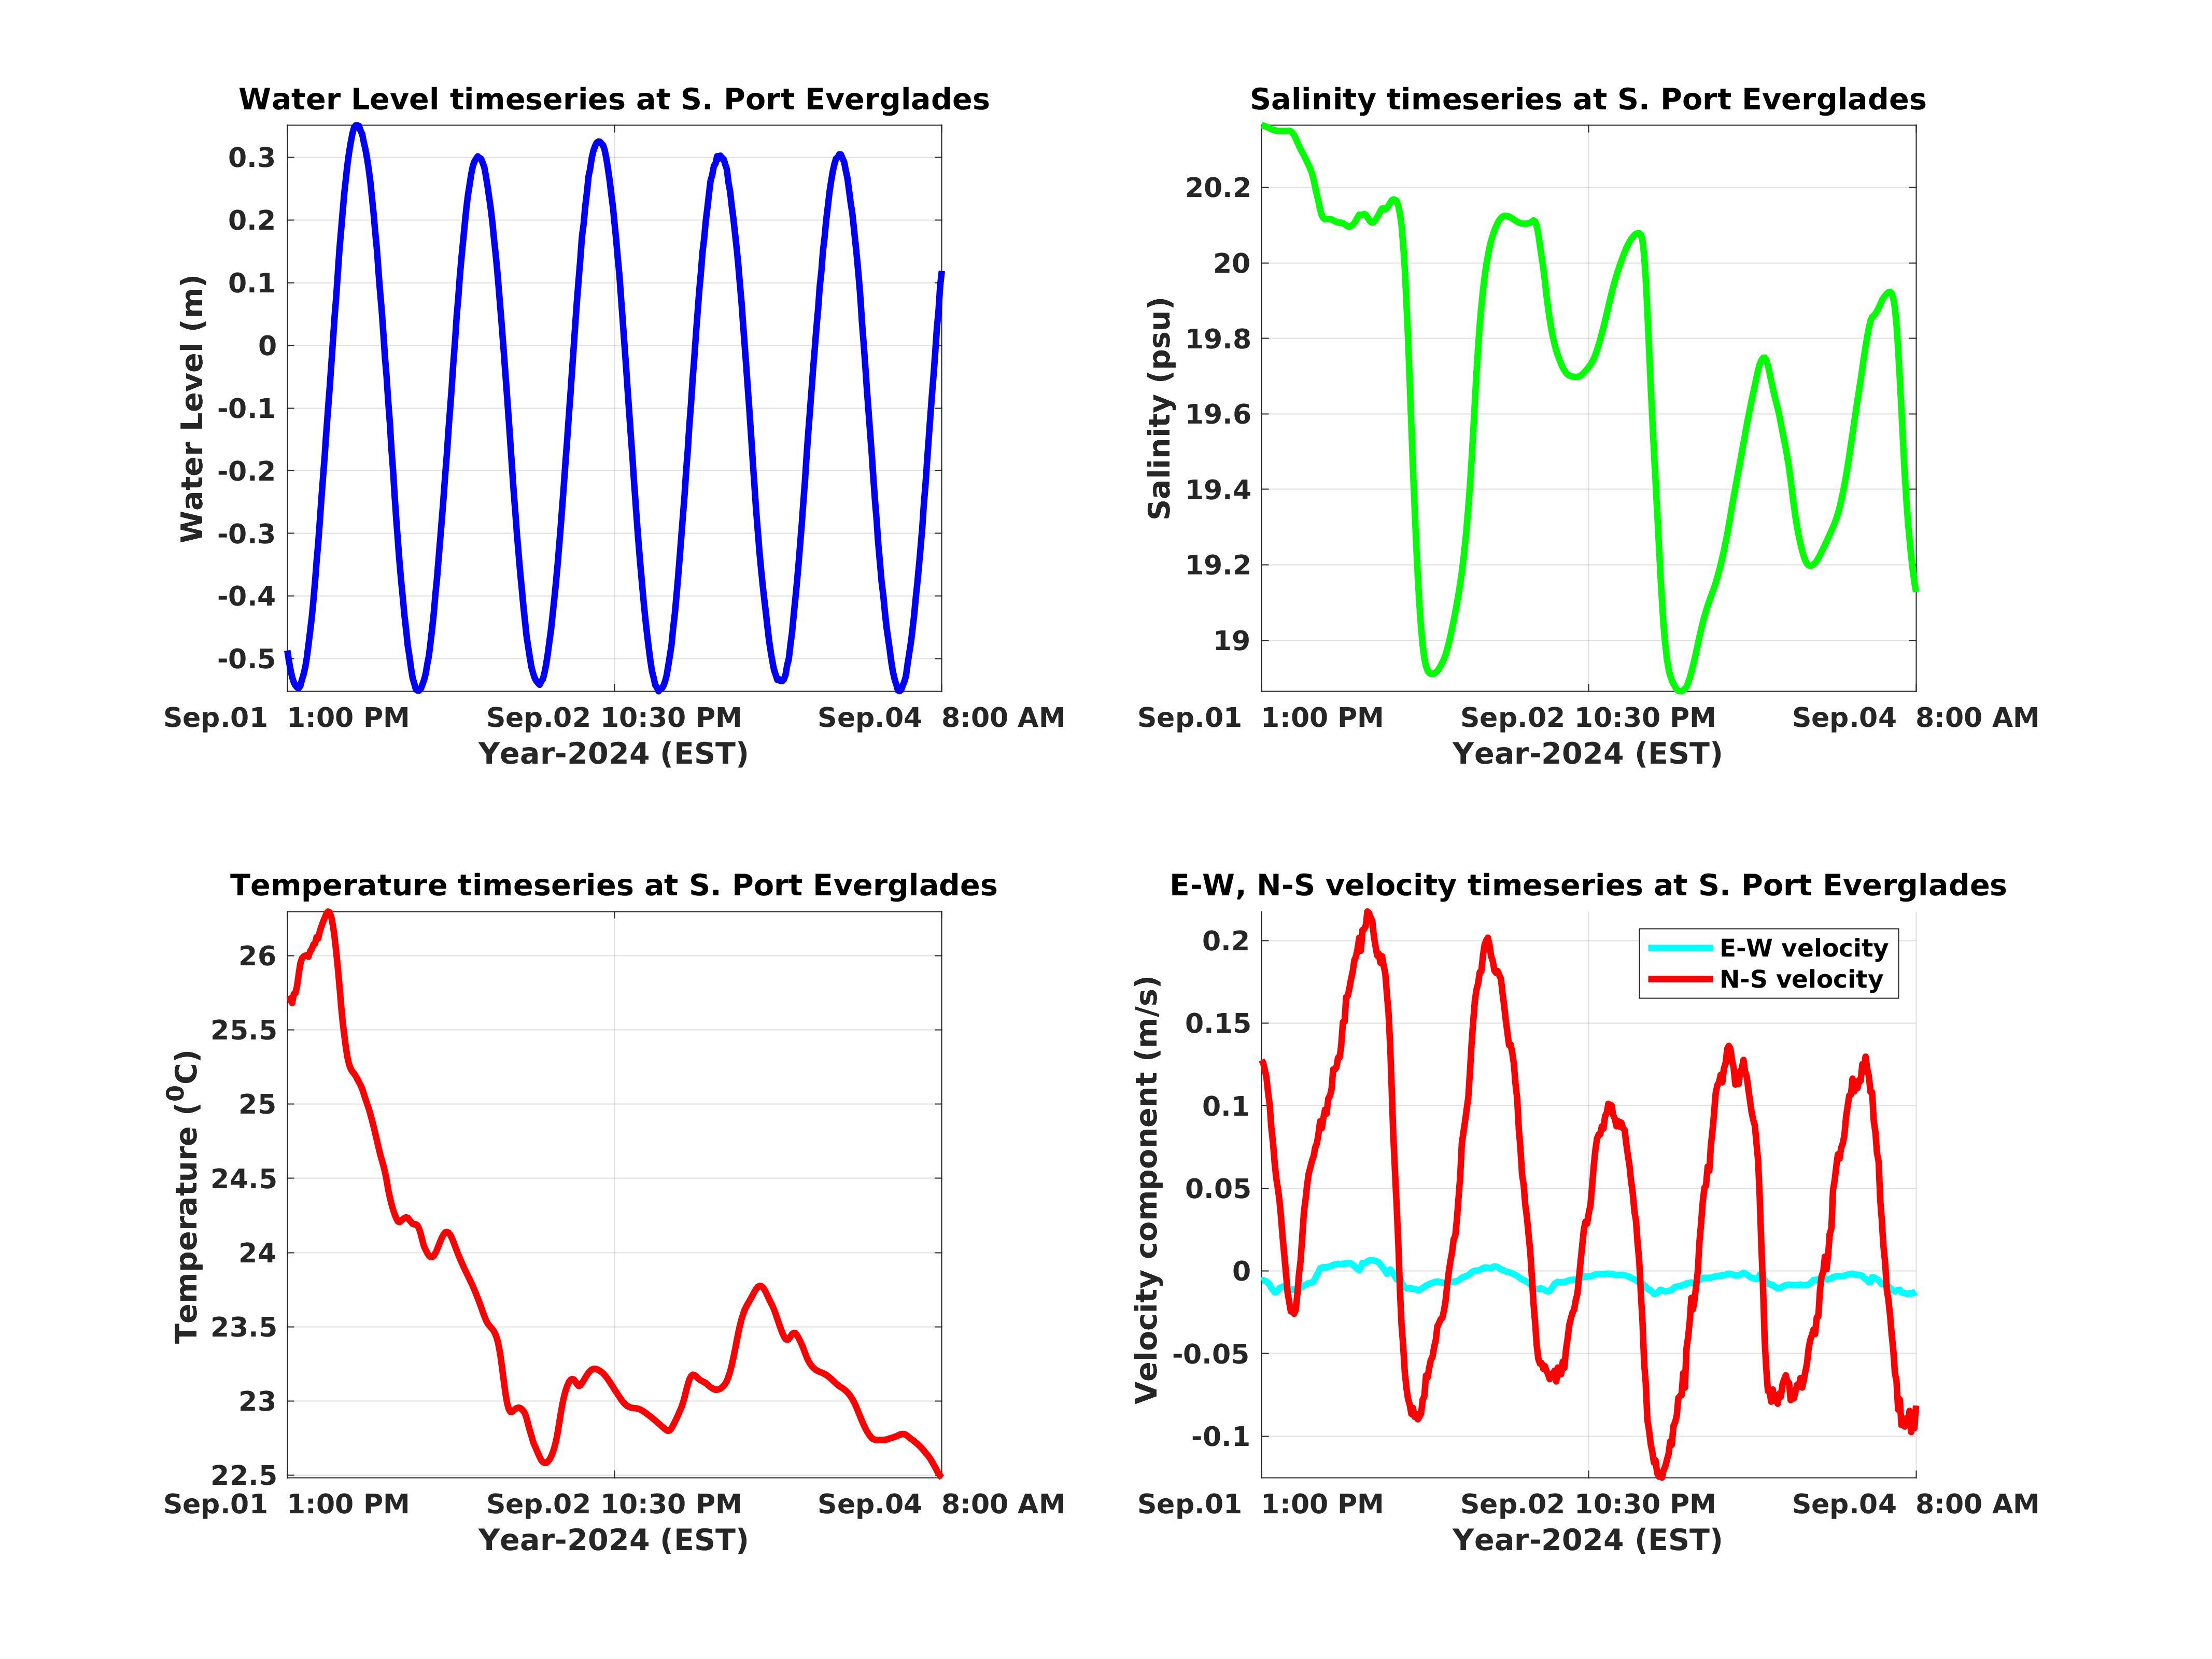 Water Level timeseries at S. Port Everglades
0.3
0.2
0.1
0
-0.1
-0.2
-0.3
-0.4
-0.5
Water Level (m)
Sep.01 1:00 PM Sep.02 10:30 PM Sep.04 8:00 AM
Year-2024 (EST)
Salinity timeseries at S. Port Everglades
20.2
20
19.8
19.6
19.4
19.2
19
Salinity (psu)
Sep.01 1:00 PM Sep.02 10:30 PM Sep.04 8:00 AM
Year-2024 (EST)
Temperature timeseries at S. Port Everglades
26
25.5
25
24.5
24
23.5
23
22.5
Temperature (⁰C)
Sep.01 1:00 PM Sep.02 10:30 PM Sep.04 8:00 AM
Year-2024 (EST)
E-W, N-S velocity timeseries at S. Port Everglades
E-W velocity
N-S velocity
0.2
0.15
0.1
0.05
0
-0.05
-0.1
Velocity component (m/s)
Sep.01 1:00 PM Sep.02 10:30 PM Sep.04 8:00 AM
Year-2024 (EST)